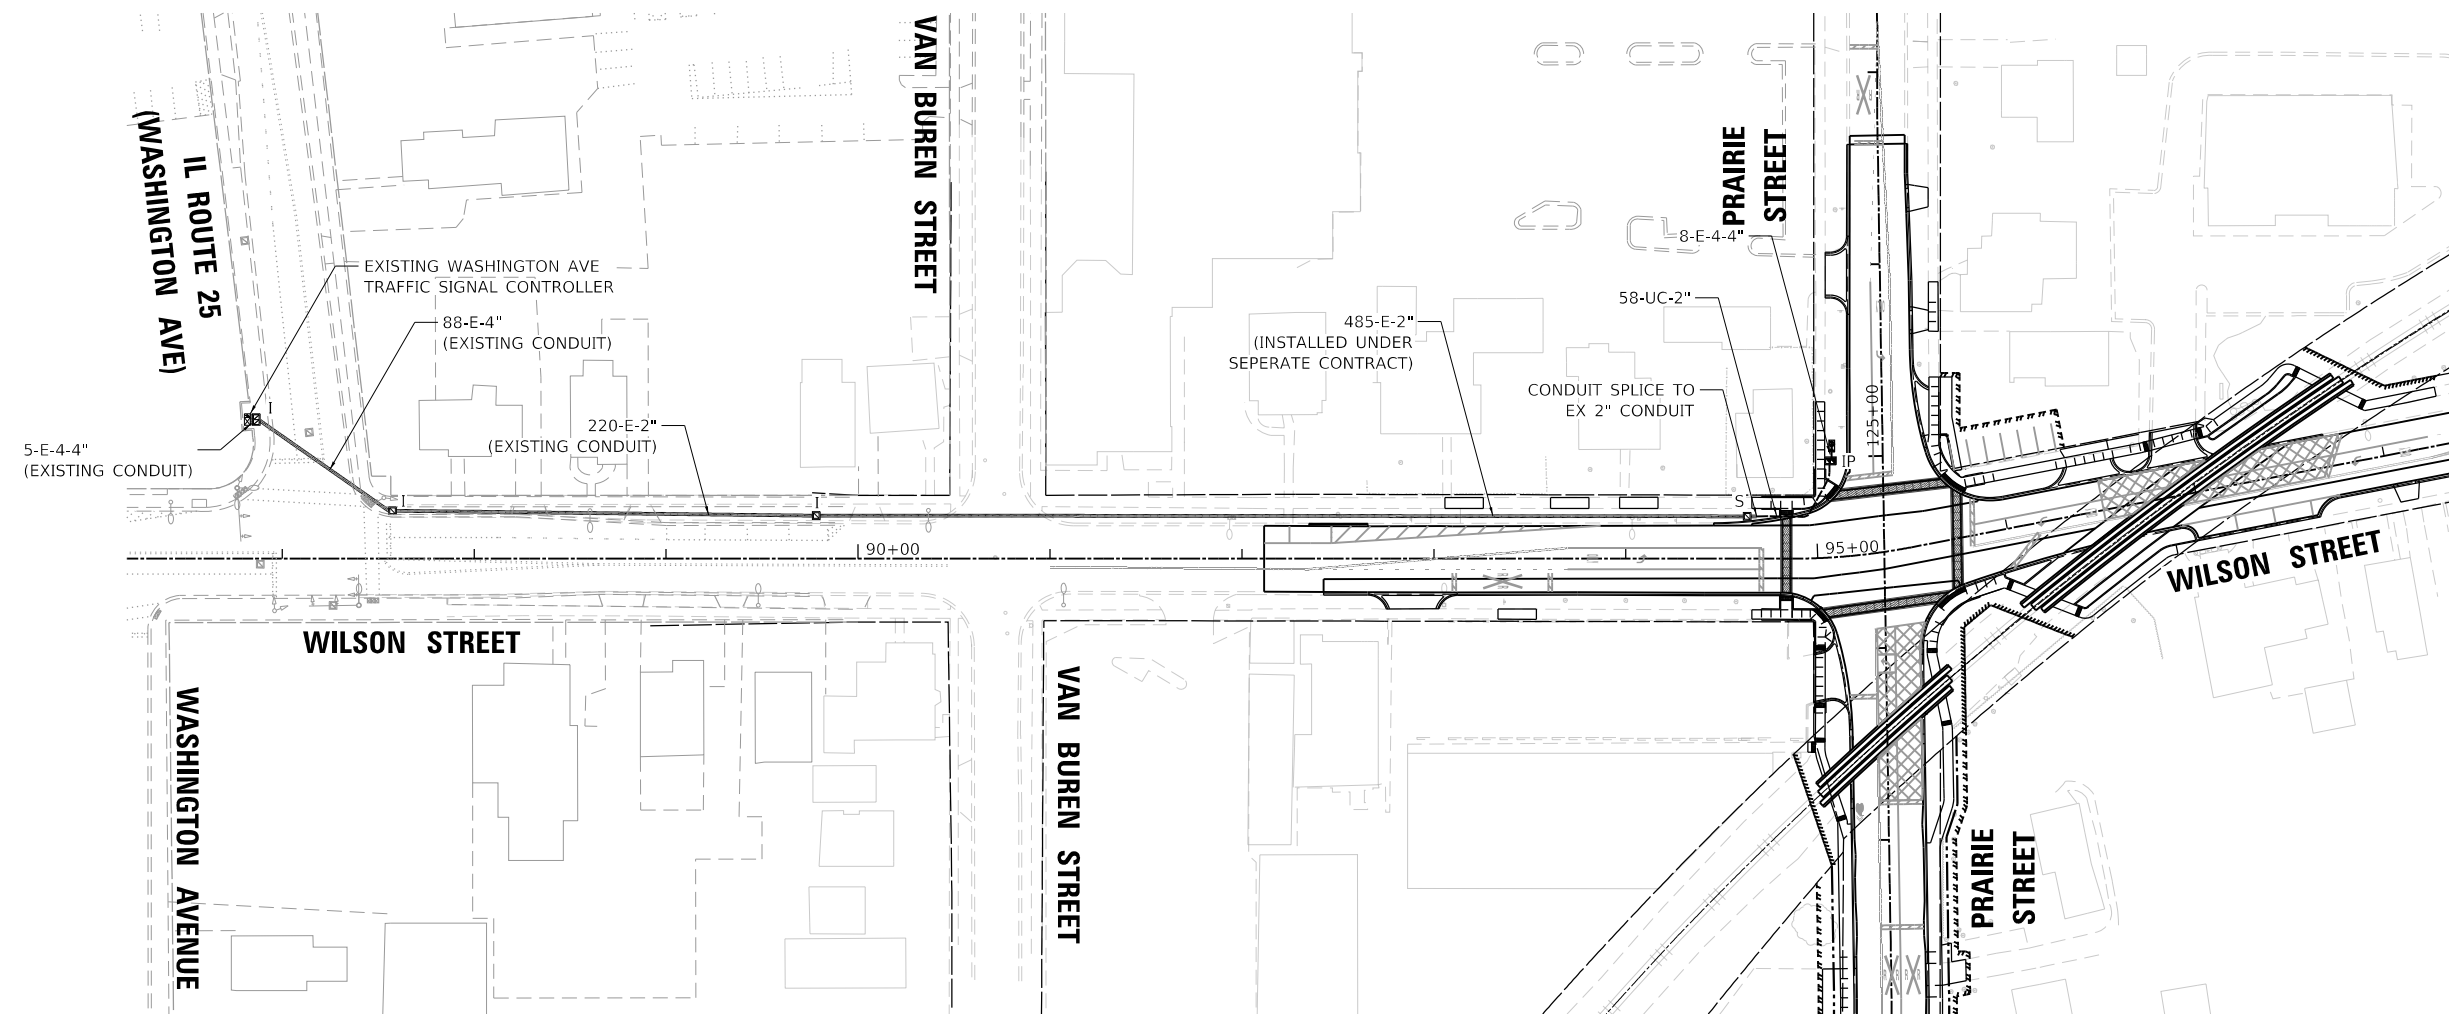 VAN BUREN STREET
IL ROUTE 25
(WASHINGTON AVE)
PRAIRIE
STREET
8-E-4-4"
EXISTING WASHINGTON AVE
TRAFFIC SIGNAL CONTROLLER
58-UC-2"
88-E-4"
(EXISTING CONDUIT)
485-E-2"
(INSTALLED UNDER
SEPERATE CONTRACT)
CONDUIT SPLICE TO
EX 2" CONDUIT
125+00
I
220-E-2"
(EXISTING CONDUIT)
5-E-4-4"
(EXISTING CONDUIT)
IP
I
I
S
90+00
95+00
WILSON STREET
WILSON STREET
WASHINGTON AVENUE
VAN BUREN STREET
PRAIRIE
STREET